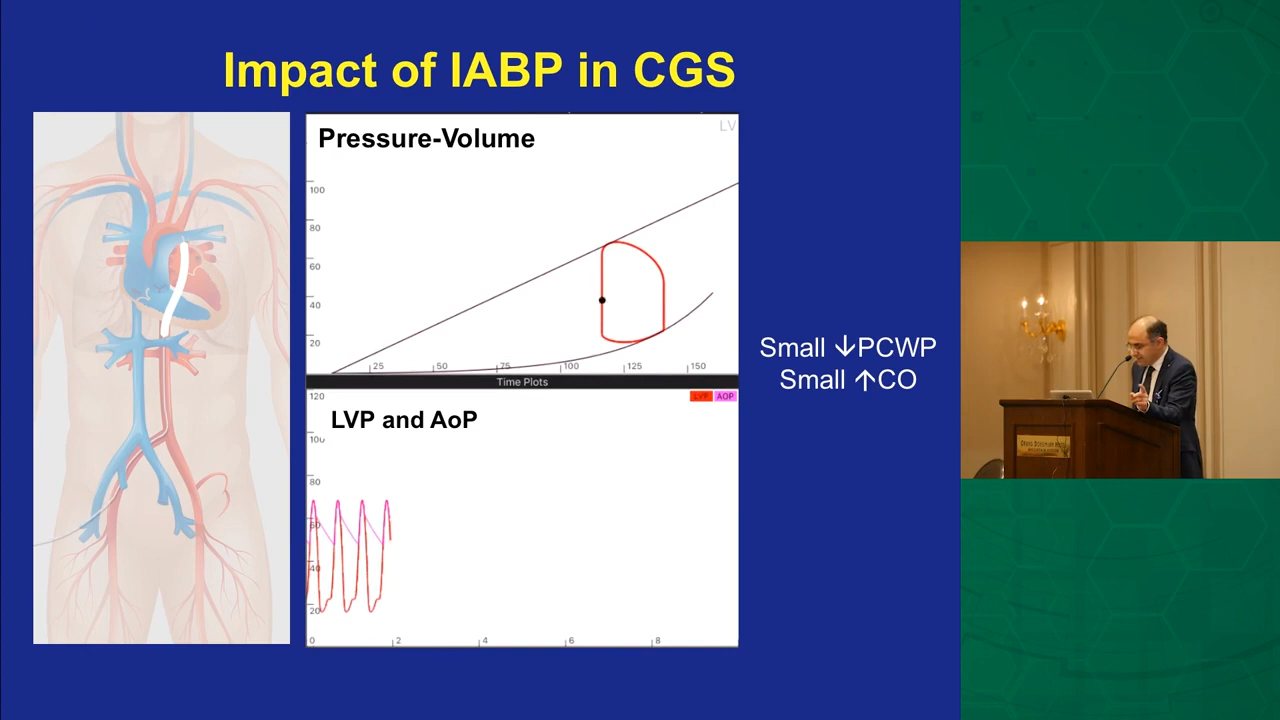 Impact of IABP in CGS
Pressure-Volume
LV
100
80
60
40
20
25
50
75
100
125
150
Time Plots
120
LVP AOP
LVP and AoP
100
80
60
40
20
0
2
4
6
8
Small ↓PCWP
Small ↑CO